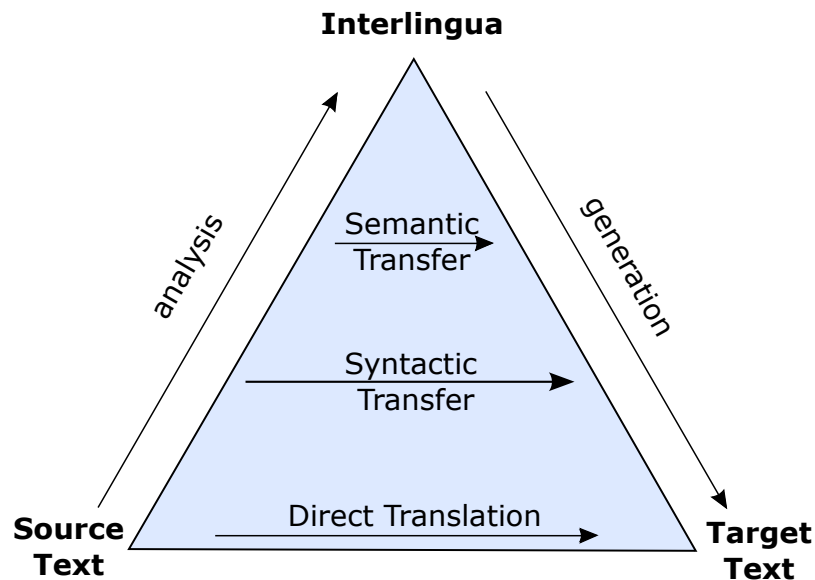 Interlingua
analysis
generation
Semantic
Transfer
Syntactic
Transfer
Direct Translation
Source
Text
Target
Text